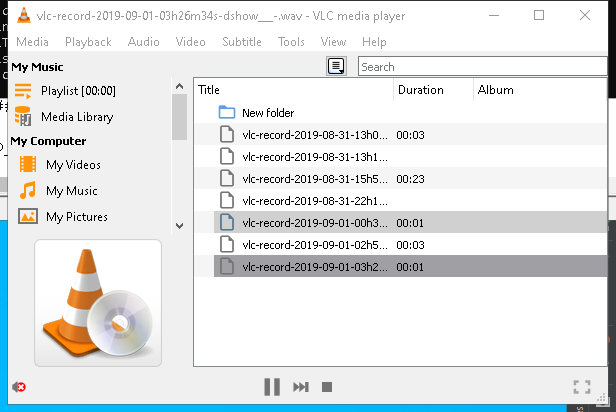 vlc-record-2019-09-01-03h26m34s-dshow___-.wav - VLC media player
Media Playback Audio Video Subtitle Tools View Help
My Music
Playlist [00:00]
Media Library
My Computer
My Videos
My Music
My Pictures
Search
Title Duration Album
New folder
vlc-record-2019-08-31-13h0... 00:03
vlc-record-2019-08-31-13h1...
vlc-record-2019-08-31-15h5... 00:23
vlc-record-2019-08-31-22h1...
vlc-record-2019-09-01-00h3... 00:01
vlc-record-2019-09-01-02h5... 00:03
vlc-record-2019-09-01-03h2... 00:01